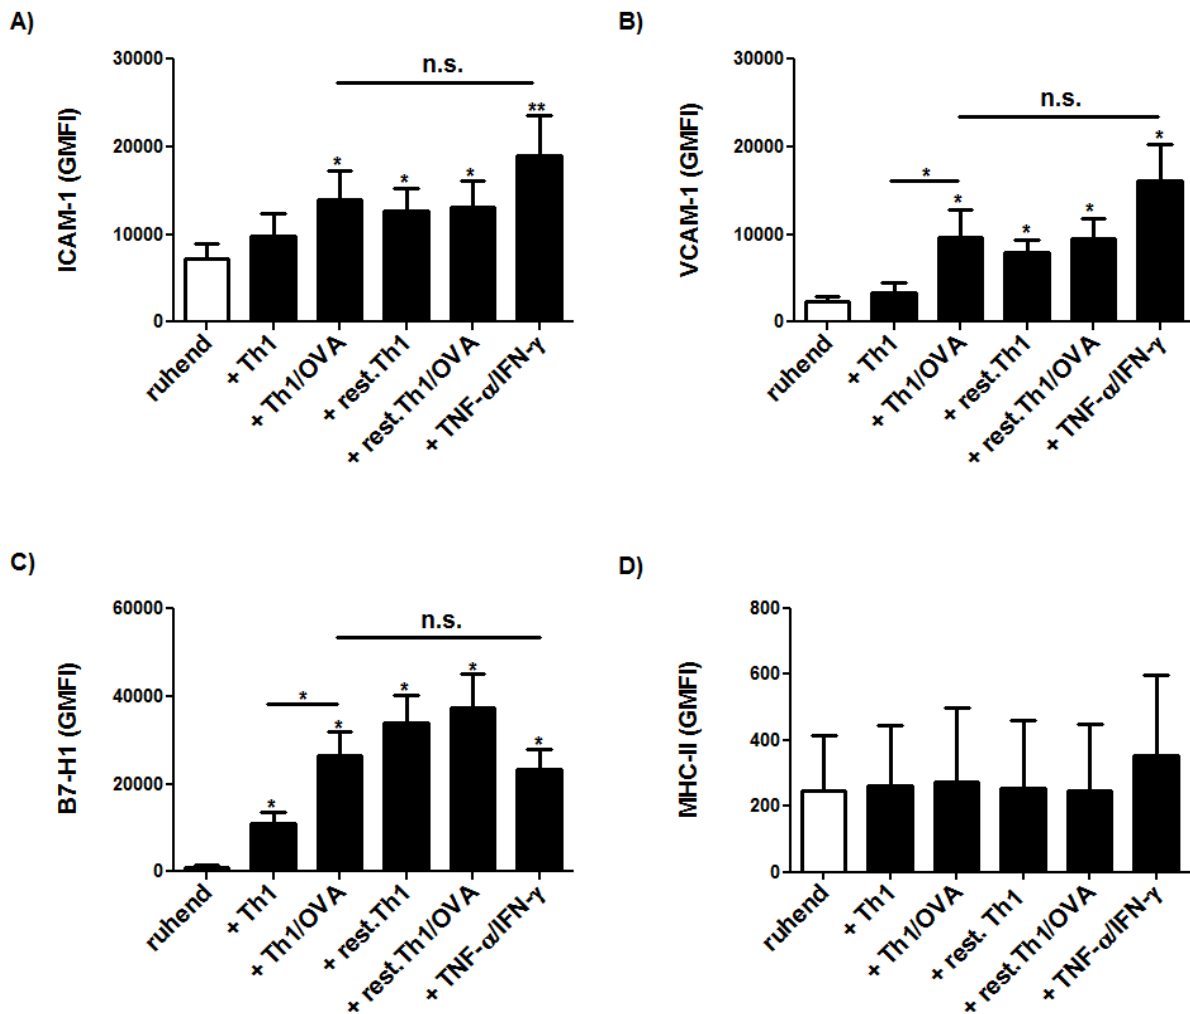 A)
ICAM-1 (GMFI)
30000
20000
10000
0
n.s.
*
*
*
**
ruhend
+ Th1
+ Th1/OVA
+ rest.Th1
+ rest.Th1/OVA
+ TNF-α/IFN-γ
B)
VCAM-1 (GMFI)
30000
20000
10000
0
n.s.
*
*
*
*
*
ruhend
+ Th1
+ Th1/OVA
+ rest.Th1
+ rest.Th1/OVA
+ TNF-α/IFN-γ
C)
B7-H1 (GMFI)
60000
40000
20000
0
n.s.
*
*
*
*
*
*
ruhend
+ Th1
+ Th1/OVA
+ rest.Th1
+ rest.Th1/OVA
+ TNF-α/IFN-γ
D)
MHC-II (GMFI)
800
600
400
200
0
ruhend
+ Th1
+ Th1/OVA
+ rest. Th1
+ rest.Th1/OVA
+ TNF-α/IFN-γ